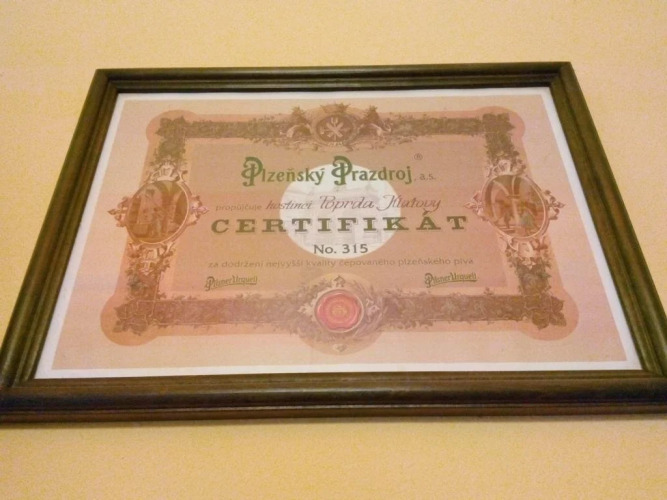 Plzeňský Prazdroj, a.s.
propůjčuje hostinci Poprda Klatovy
CERTIFIKÁT
No. 315
za dodržení nejvyšší kvality čepovaného plzeňského piva
Pilsner Urquell Pilsner Urquell